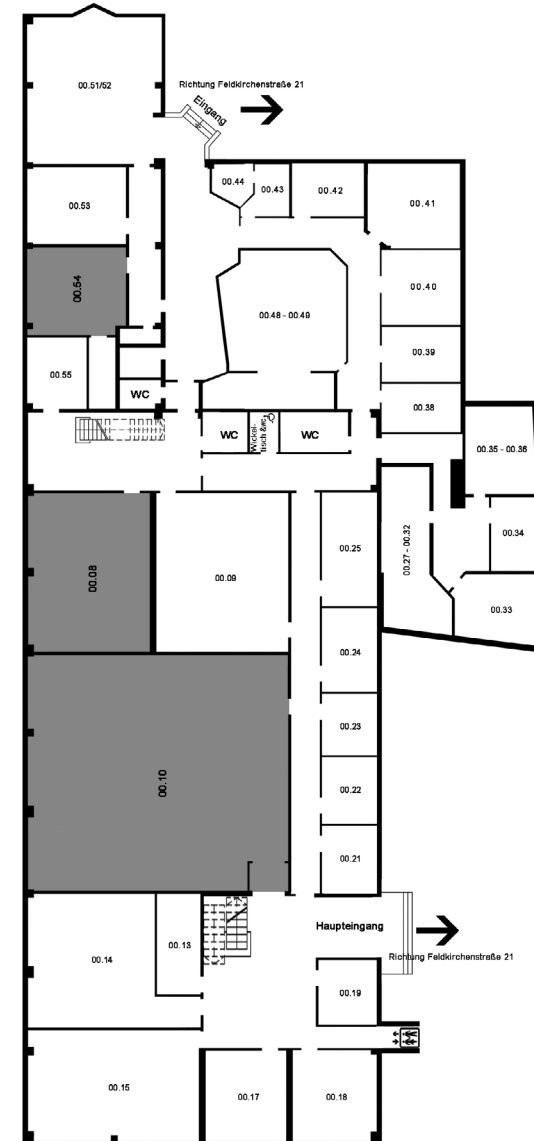 00.51/52
Richtung Feldkirchenstraße 21
Eingang
00.44
00.43
00.42
00.41
00.53
00.54
00.40
00.48 - 00.49
00.39
00.55
WC
00.38
WC
Wickel-
tisch &WC
WC
00.35 - 00.36
00.27 - 00.32
00.34
00.33
00.08
00.09
00.25
00.24
00.23
00.10
00.22
00.21
Haupteingang
Richtung Feldkirchenstraße 21
00.14
00.13
00.19
00.15
00.17
00.18